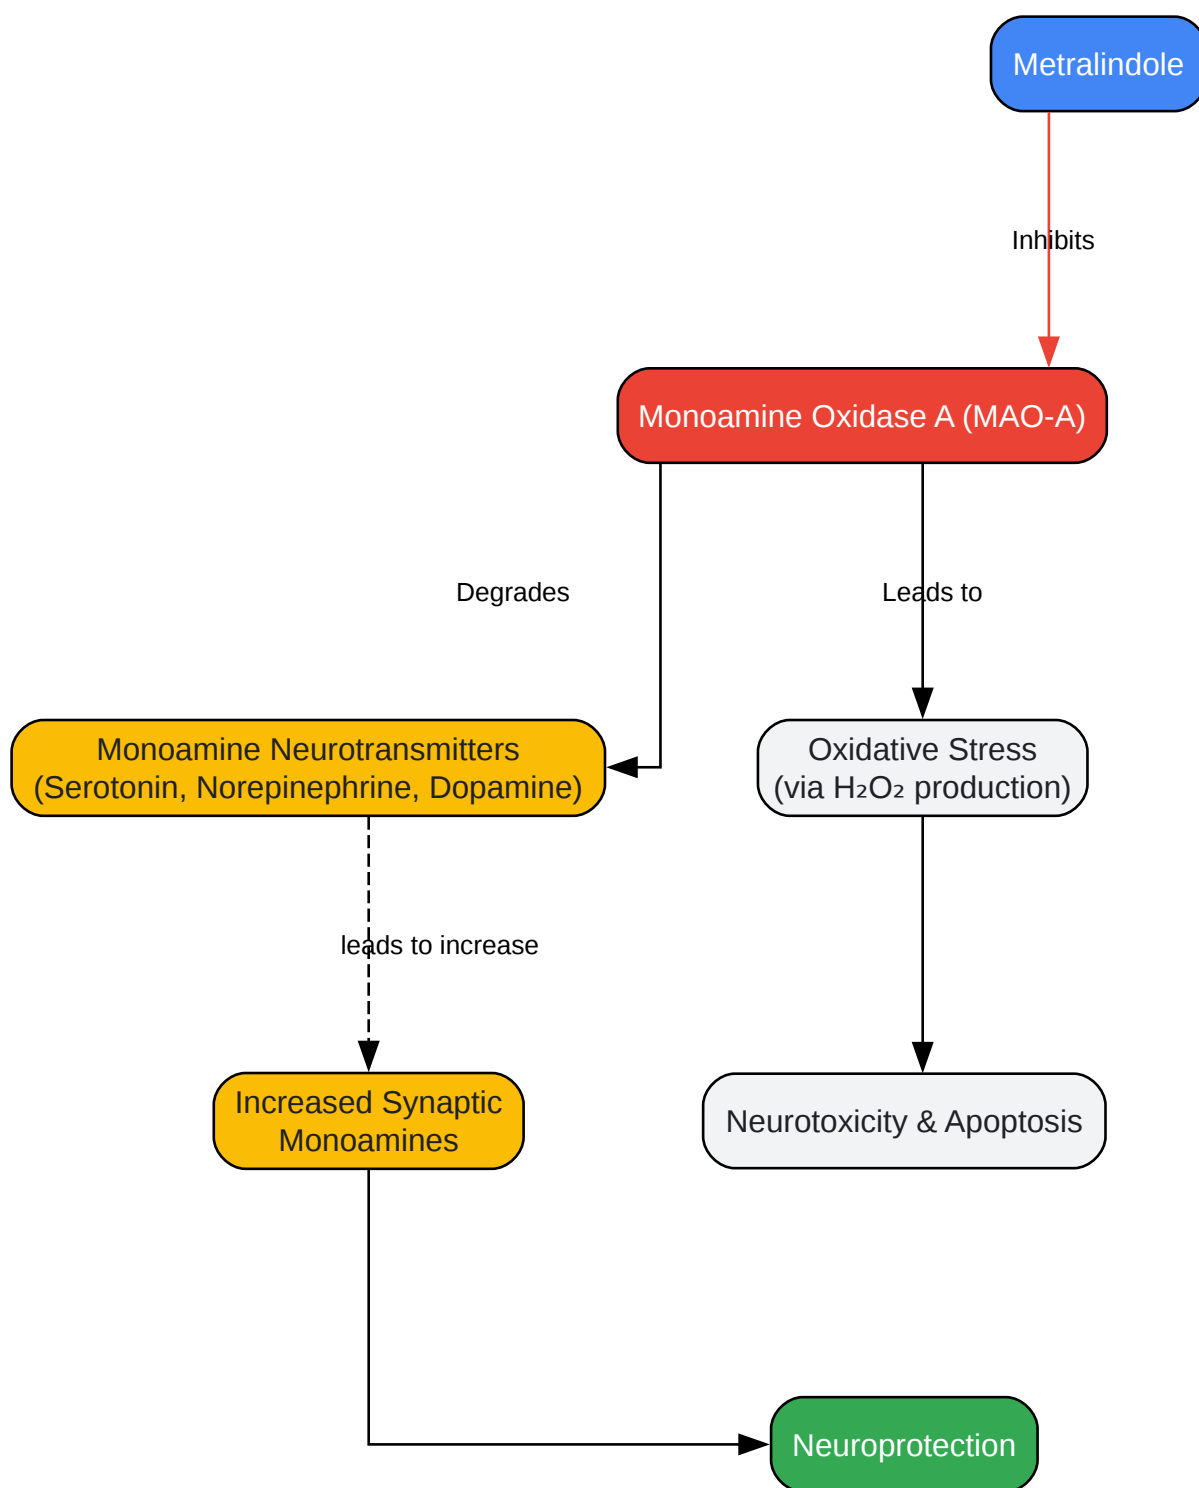 Metralindole
Inhibits
Monoamine Oxidase A (MAO-A)
Degrades
Leads to
Monoamine Neurotransmitters
(Serotonin, Norepinephrine, Dopamine)
Oxidative Stress
(via H₂O₂ production)
leads to increase
Increased Synaptic
Monoamines
Neurotoxicity & Apoptosis
Neuroprotection